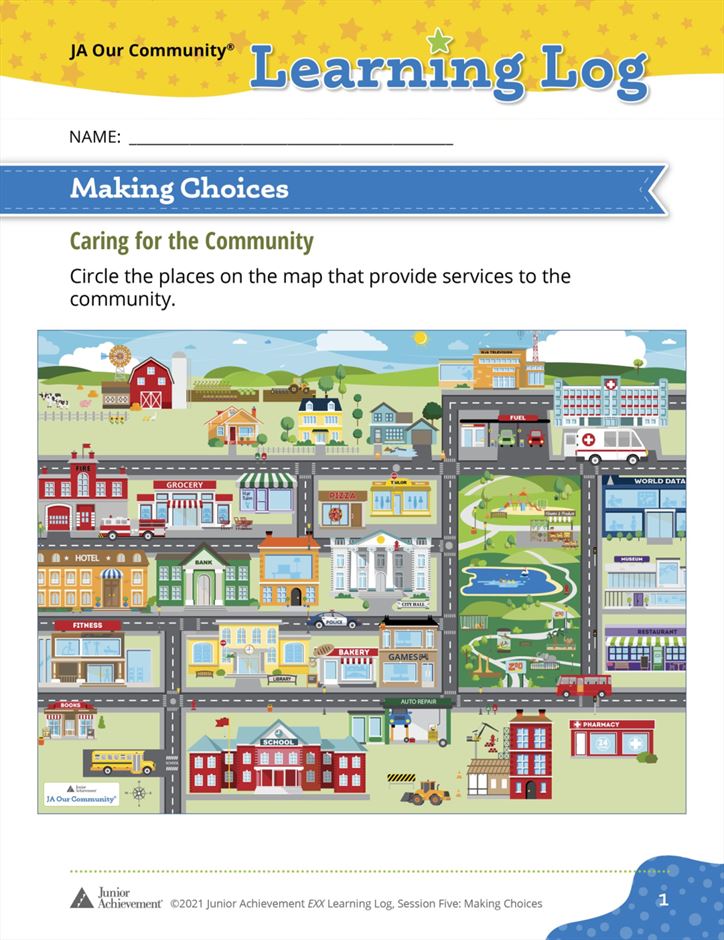 JA Our Community®
Learning Log
NAME: ___________________________________
Making Choices
Caring for the Community
Circle the places on the map that provide services to the
community.
FUEL
FIRE
GROCERY
PIZZA
TAILOR
WORLD DATA
HOTEL
BANK
CITY HALL
MUSEUM
FITNESS
POLICE
RESTAURANT
BAKERY
GAMES
LIBRARY
ZOO
BOOKS
AUTO REPAIR
SCHOOL
PHARMACY
24
Junior
Achievement
JA Our Community®
Junior
Achievement®
©2021 Junior Achievement EXX Learning Log, Session Five: Making Choices
1